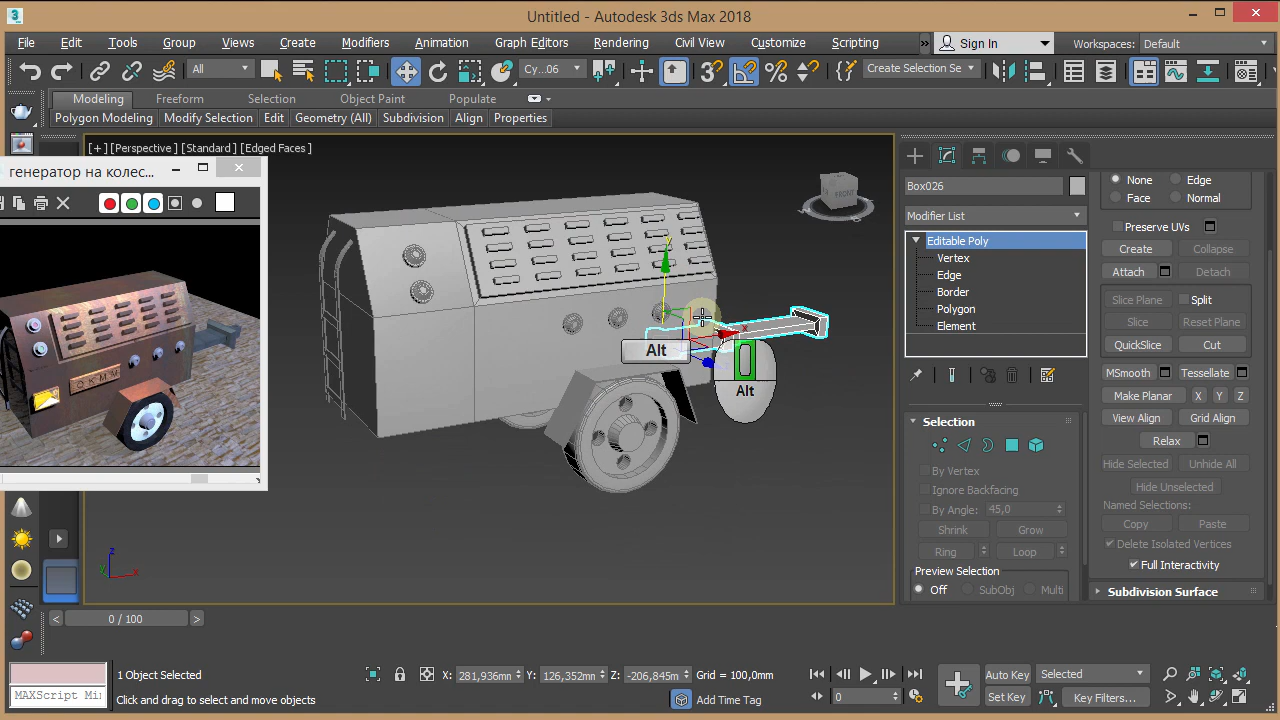 Untitled - Autodesk 3ds Max 2018
File Edit Tools Group Views Create Modifiers Animation Graph Editors Rendering Civil View Customize Scripting » Sign In Workspaces: Default
All Cy...06 Create Selection Se
Modeling Freeform Selection Object Paint Populate
Polygon Modeling Modify Selection Edit Geometry (All) Subdivision Align Properties
[+] [Perspective] [Standard] [Edged Faces]
генератор на колес...
FRONT
Alt
Alt
z
y
x
Box026
Modifier List
Editable Poly
Vertex
Edge
Border
Polygon
Element
Selection
By Vertex
Ignore Backfacing
By Angle: 45,0
Shrink Grow
Ring Loop
Preview Selection
Off SubObj Multi
None Edge
Face Normal
Preserve UVs
Create Collapse
Attach Detach
Slice Plane Split
Slice Reset Plane
QuickSlice Cut
MSmooth Tessellate
Make Planar X Y Z
View Align Grid Align
Relax
Hide Selected Unhide All
Hide Unselected
Named Selections:
Copy Paste
Delete Isolated Vertices
Full Interactivity
Subdivision Surface
< 0 / 100 >
1 Object Selected X: 281,936mm Y: 126,352mm Z: -206,845m Grid = 100,0mm Auto Key Selected
MAXScript Mi Click and drag to select and move objects Add Time Tag 0 Set Key Key Filters...